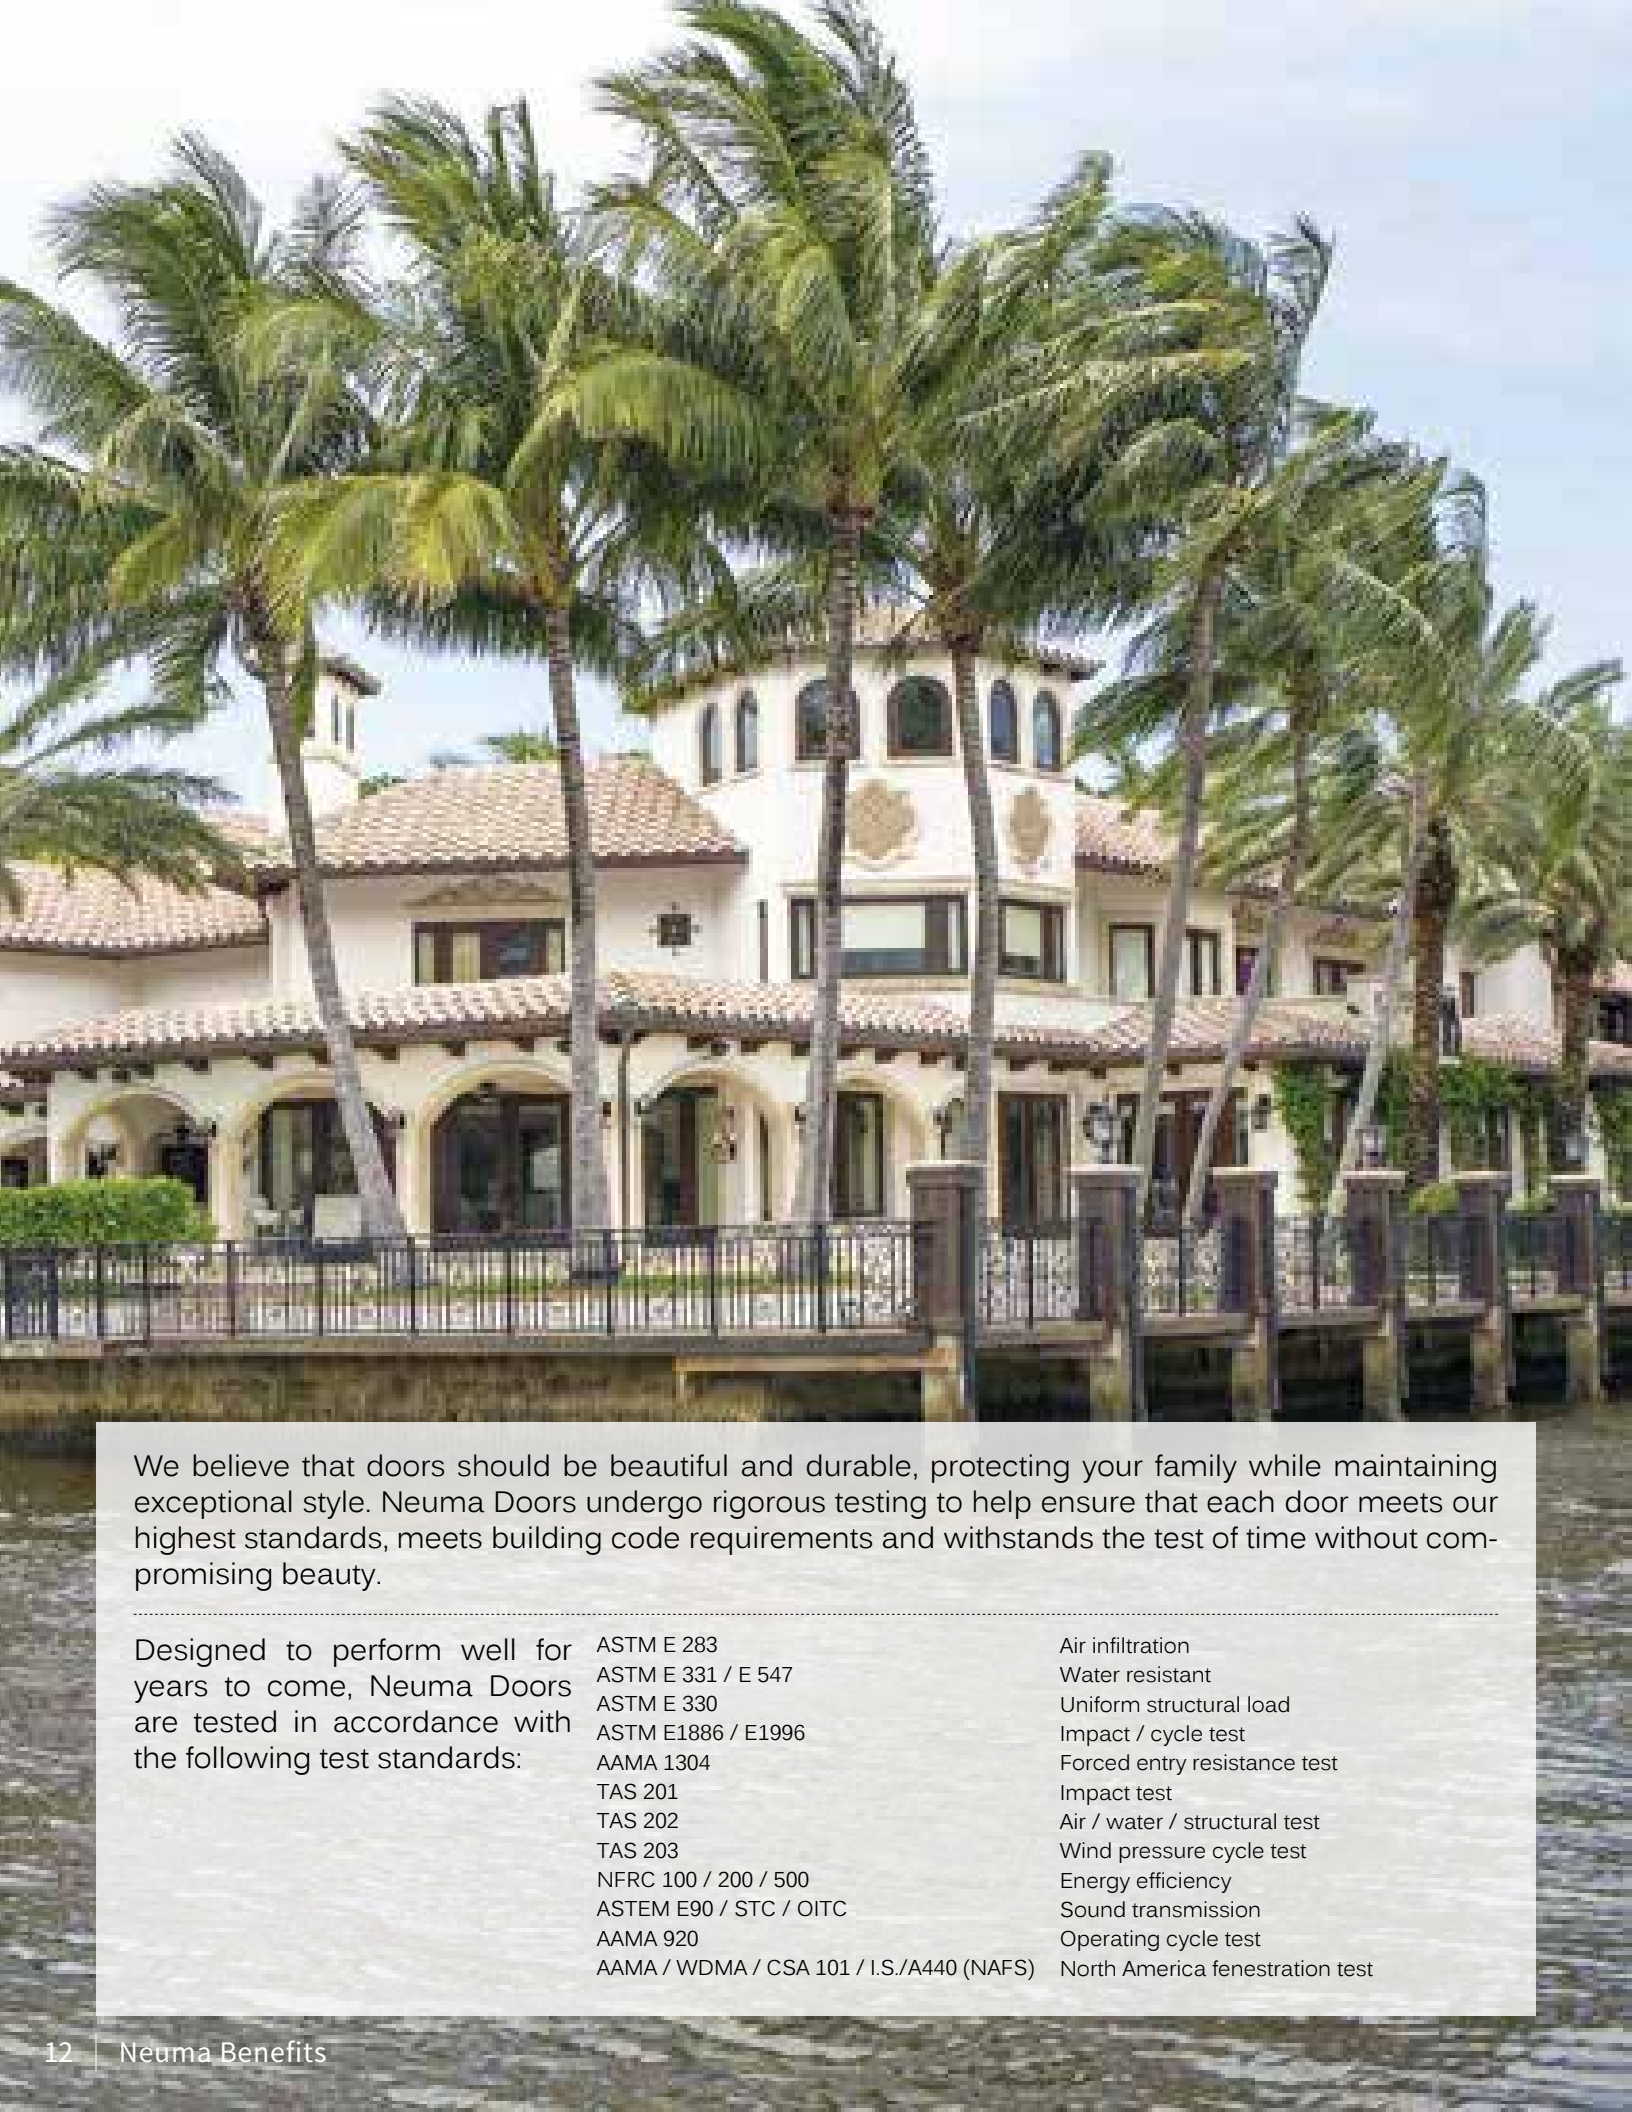 We believe that doors should be beautiful and durable, protecting your family while maintaining
exceptional style. Neuma Doors undergo rigorous testing to help ensure that each door meets our
highest standards, meets building code requirements and withstands the test of time without com-
promising beauty.
Designed to perform well for
years to come, Neuma Doors
are tested in accordance with
the following test standards:
ASTM E 283 Air infiltration
ASTM E 331 / E 547 Water resistant
ASTM E 330 Uniform structural load
ASTM E1886 / E1996 Impact / cycle test
AAMA 1304 Forced entry resistance test
TAS 201 Impact test
TAS 202 Air / water / structural test
TAS 203 Wind pressure cycle test
NFRC 100 / 200 / 500 Energy efficiency
ASTEM E90 / STC / OITC Sound transmission
AAMA 920 Operating cycle test
AAMA / WDMA / CSA 101 / I.S./A440 (NAFS) North America fenestration test
12 | Neuma Benefits